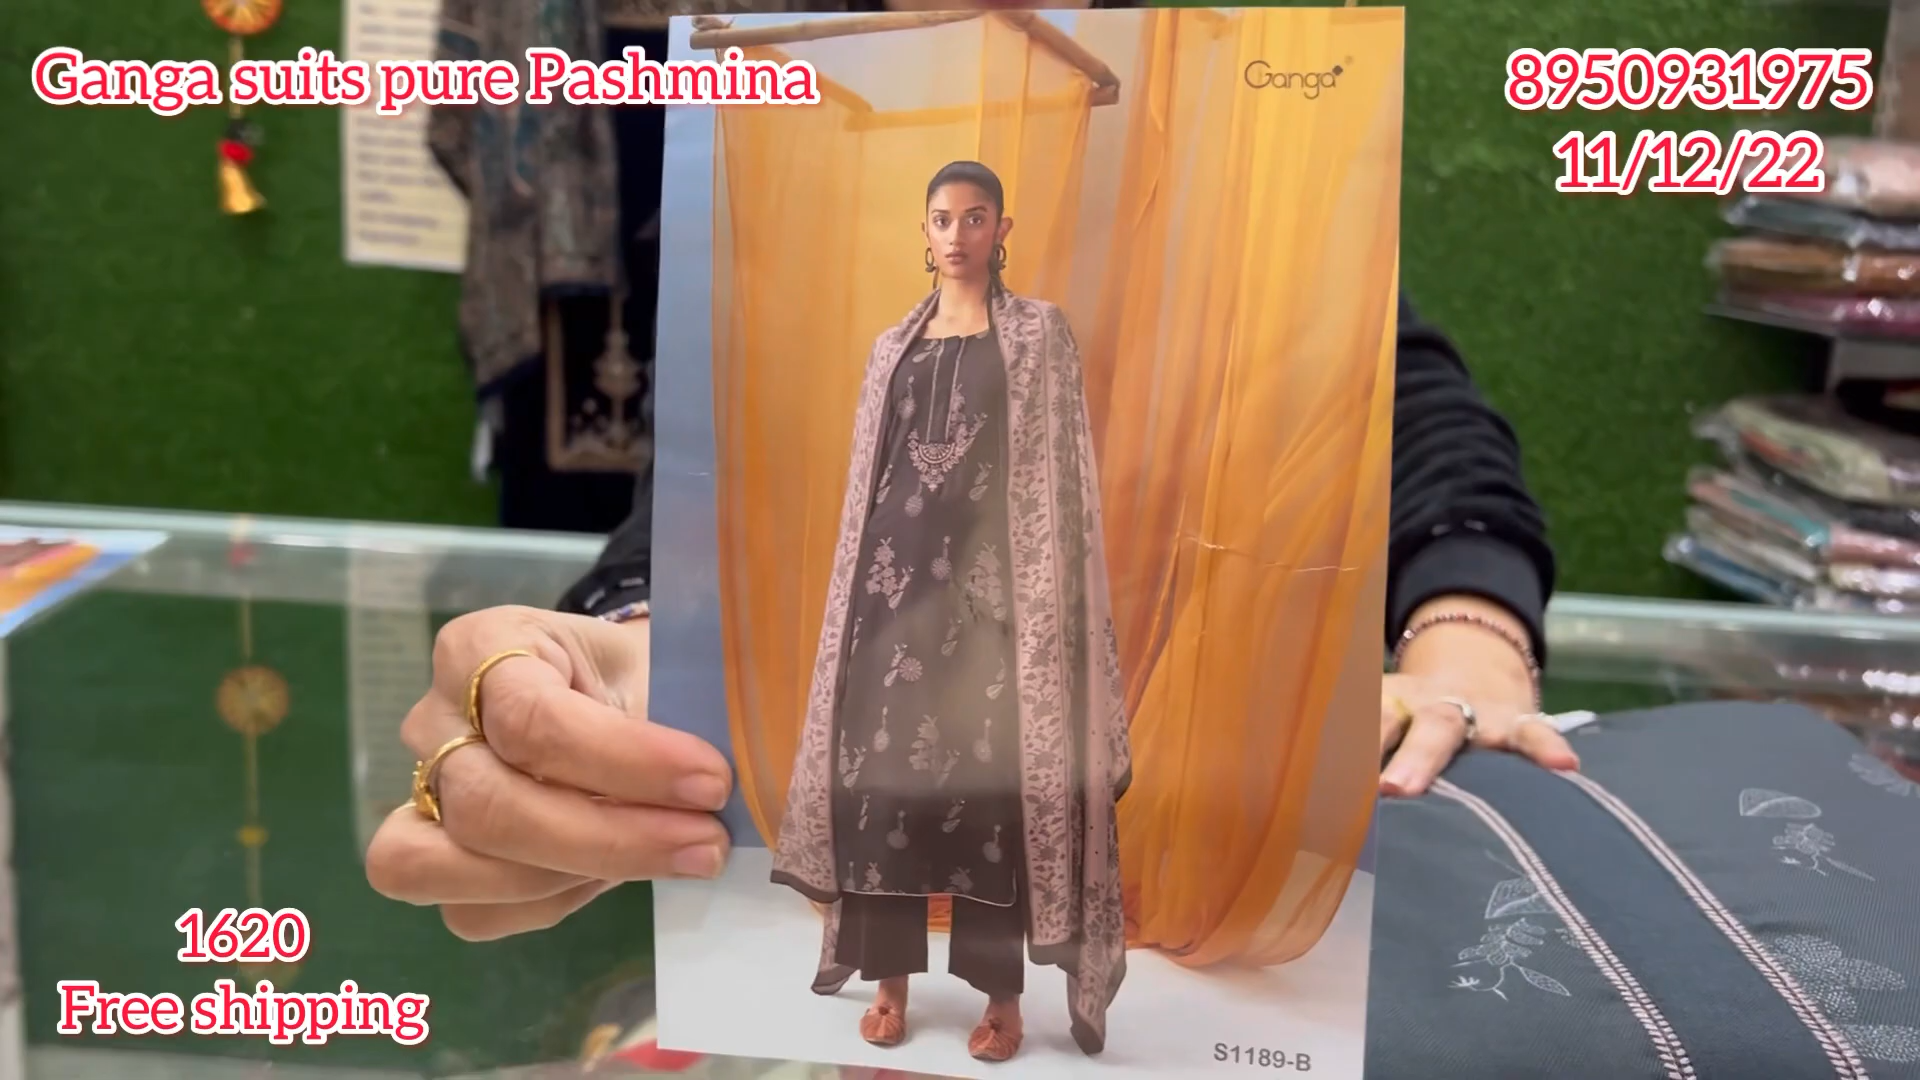 Ganga suits pure Pashmina
8950931975
11/12/22
Ganga
1620
Free shipping
S1189-B